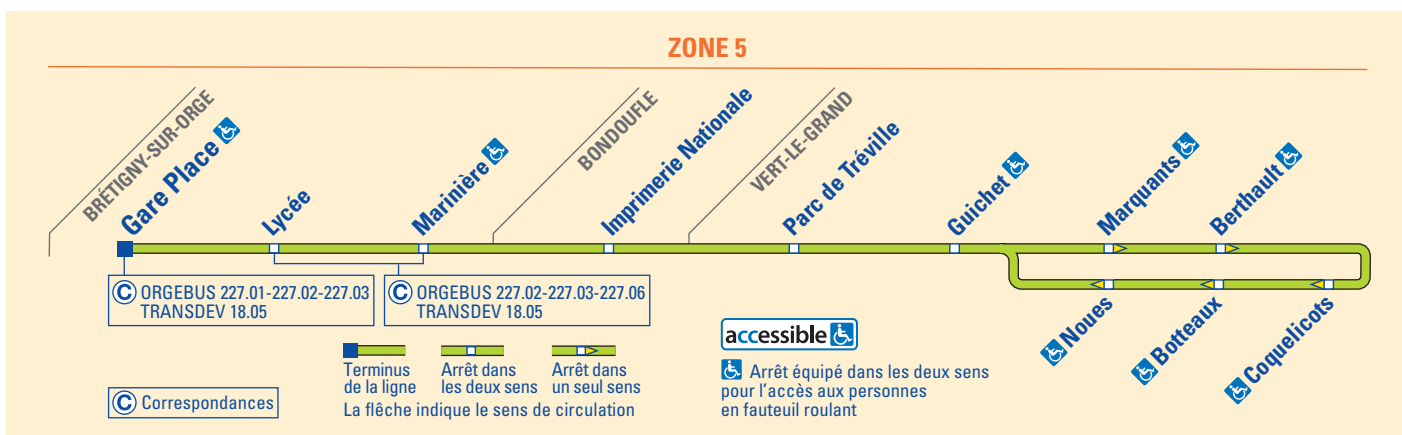 ZONE 5
BRÉTIGNY-SUR-ORGE
BONDOUFLE
VERT-LE-GRAND
Gare Place
Lycée
Marinière
Imprimerie Nationale
Parc de Tréville
Guichet
Marquants
Berthault
Noues
Botteaux
Coquelicots
C ORGEBUS 227.01-227.02-227.03
TRANSDEV 18.05
C ORGEBUS 227.02-227.03-227.06
TRANSDEV 18.05
Terminus
de la ligne
Arrêt dans
les deux sens
Arrêt dans
un seul sens
La flêche indique le sens de circulation
C Correspondances
accessible
Arrêt équipé dans les deux sens
pour l'accès aux personnes
en fauteuil roulant